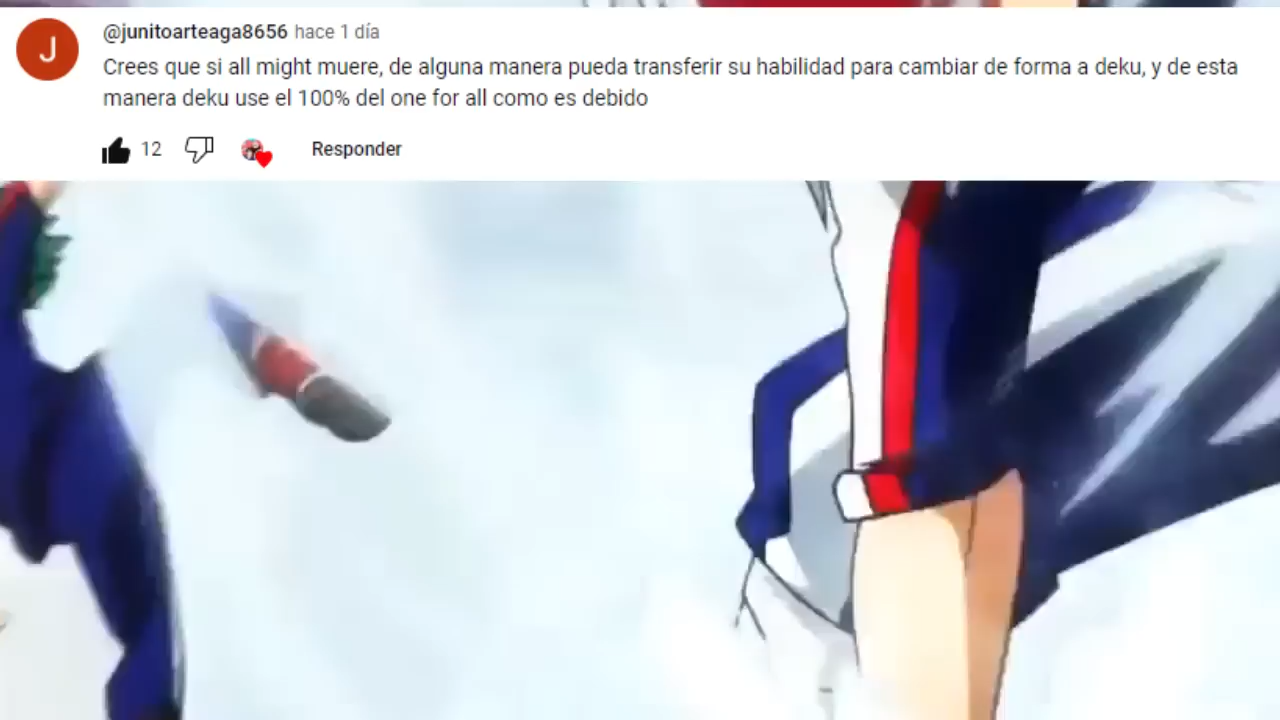 J
@junitoarteaga8656 hace 1 día
Crees que si all might muere, de alguna manera pueda transferir su habilidad para cambiar de forma a deku, y de esta
manera deku use el 100% del one for all como es debido
12 Responder